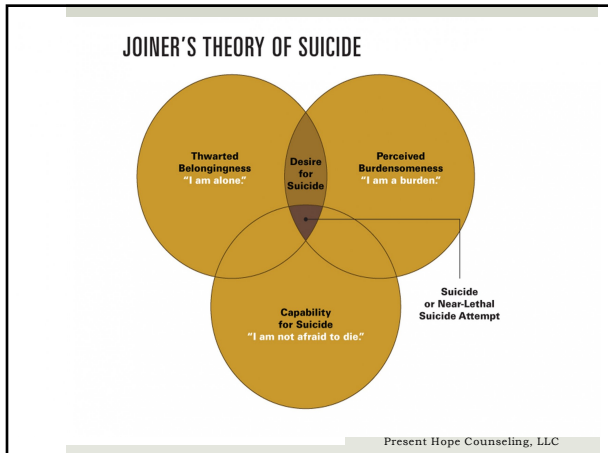 JOINER'S THEORY OF SUICIDE
Thwarted
Belongingness
"I am alone."
Desire
for
Suicide
Perceived
Burdensomeness
"I am a burden."
Capability
for Suicide
"I am not afraid to die."
Suicide
or Near-Lethal
Suicide Attempt
Present Hope Counseling, LLC